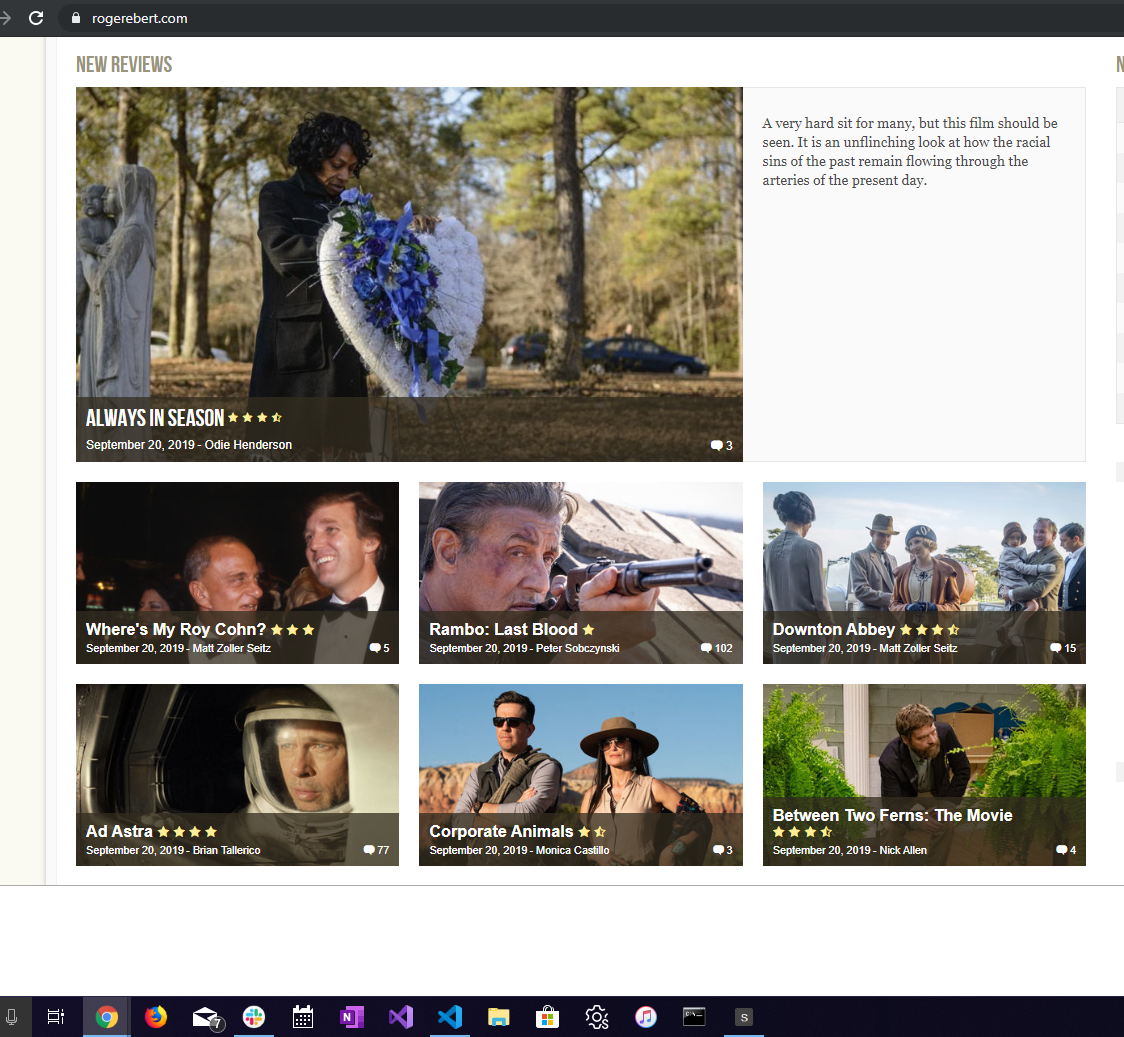 rogerebert.com
NEW REVIEWS
A very hard sit for many, but this film should be
seen. It is an unflinching look at how the racial
sins of the past remain flowing through the
arteries of the present day.
ALWAYS IN SEASON
September 20, 2019 - Odie Henderson
3
Where's My Roy Cohn?
September 20, 2019 - Matt Zoller Seitz
5
Rambo: Last Blood
September 20, 2019 - Peter Sobczynski
102
Downton Abbey
September 20, 2019 - Matt Zoller Seitz
15
Ad Astra
September 20, 2019 - Brian Tallerico
77
Corporate Animals
September 20, 2019 - Monica Castillo
3
Between Two Ferns: The Movie
September 20, 2019 - Nick Allen
4
7
N
S